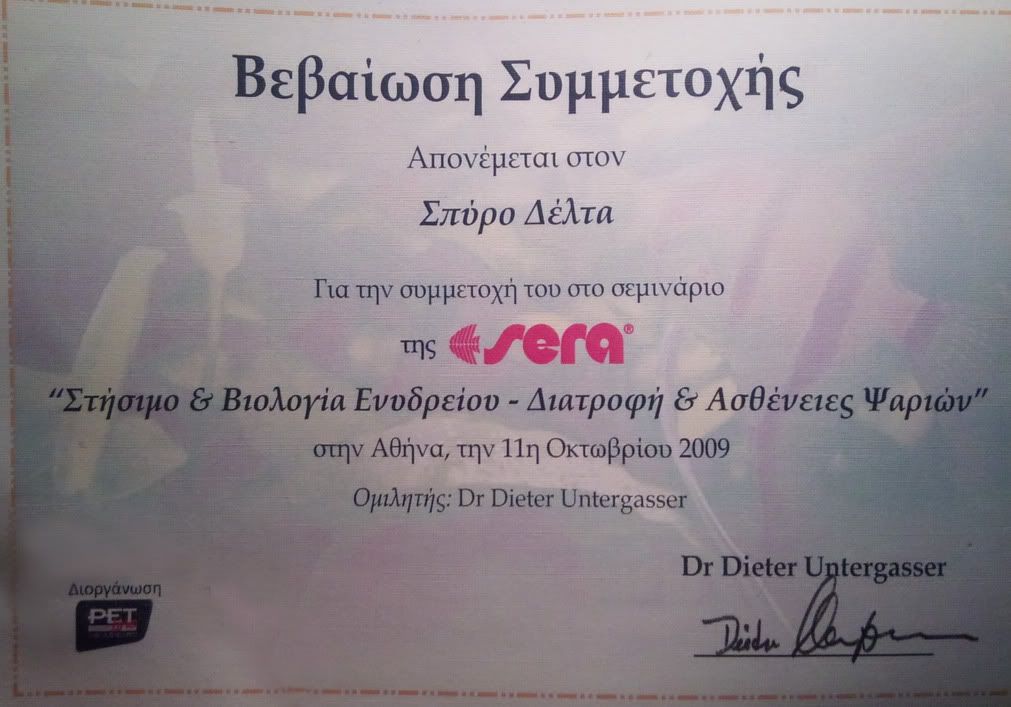 Βεβαίωση Συμμετοχής
Απονέμεται στον
Σπύρο Δέλτα
Για την συμμετοχή του στο σεμινάριο
της sera®
“Στήσιμο & Βιολογία Ενυδρείου - Διατροφή & Ασθένειες Ψαριών”
στην Αθήνα, την 11η Οκτωβρίου 2009
Ομιλητής: Dr Dieter Untergasser
Dr Dieter Untergasser
Διοργάνωση
PET